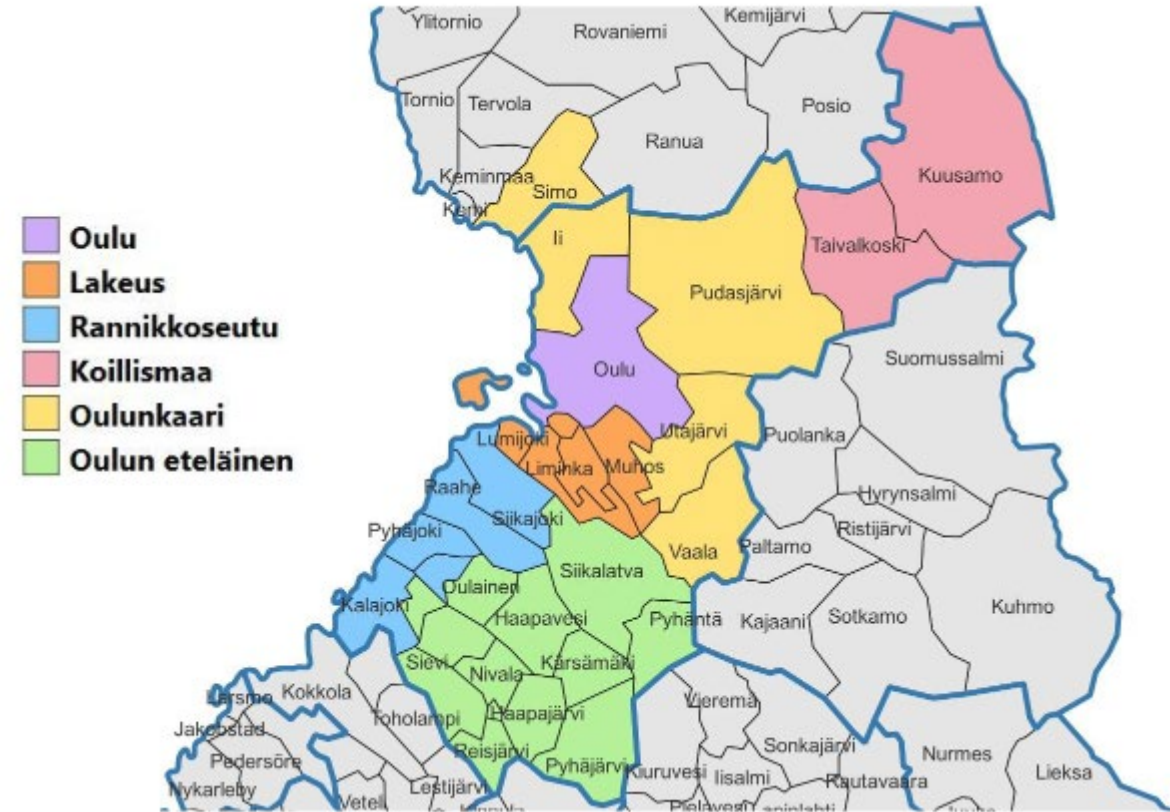 Ylitornio
Rovaniemi
Kemijärvi
Tornio
Tervola
Posio
Ranua
Keminmaa
Simo
Kemi
Kuusamo
Ii
Taivalkoski
Pudasjärvi
Oulu
Lakeus
Rannikkoseutu
Koillismaa
Oulunkaari
Oulun eteläinen
Suomussalmi
Oulu
Lumijoki
Utajärvi
Puolanka
Liminka
Muhos
Raahe
Hyrynsalmi
Siikajoki
Pyhäjoki
Ristijärvi
Vaala
Paltamo
Siikalatva
Oulainen
Kalajoki
Haapavesi
Pyhäntä
Kajaani
Sotkamo
Kuhmo
Sievi
Nivala
Kärsämäki
Larsmo
Kokkola
Vieremä
Toholampi
Haapajärvi
Jakobstad
Sonkajärvi
Reisjärvi
Nurmes
Pedersöre
Pyhäjärvi
Kiuruvesi
Iisalmi
Rautavaara
Lieksa
Nykarleby
Lestijärvi
Veteli